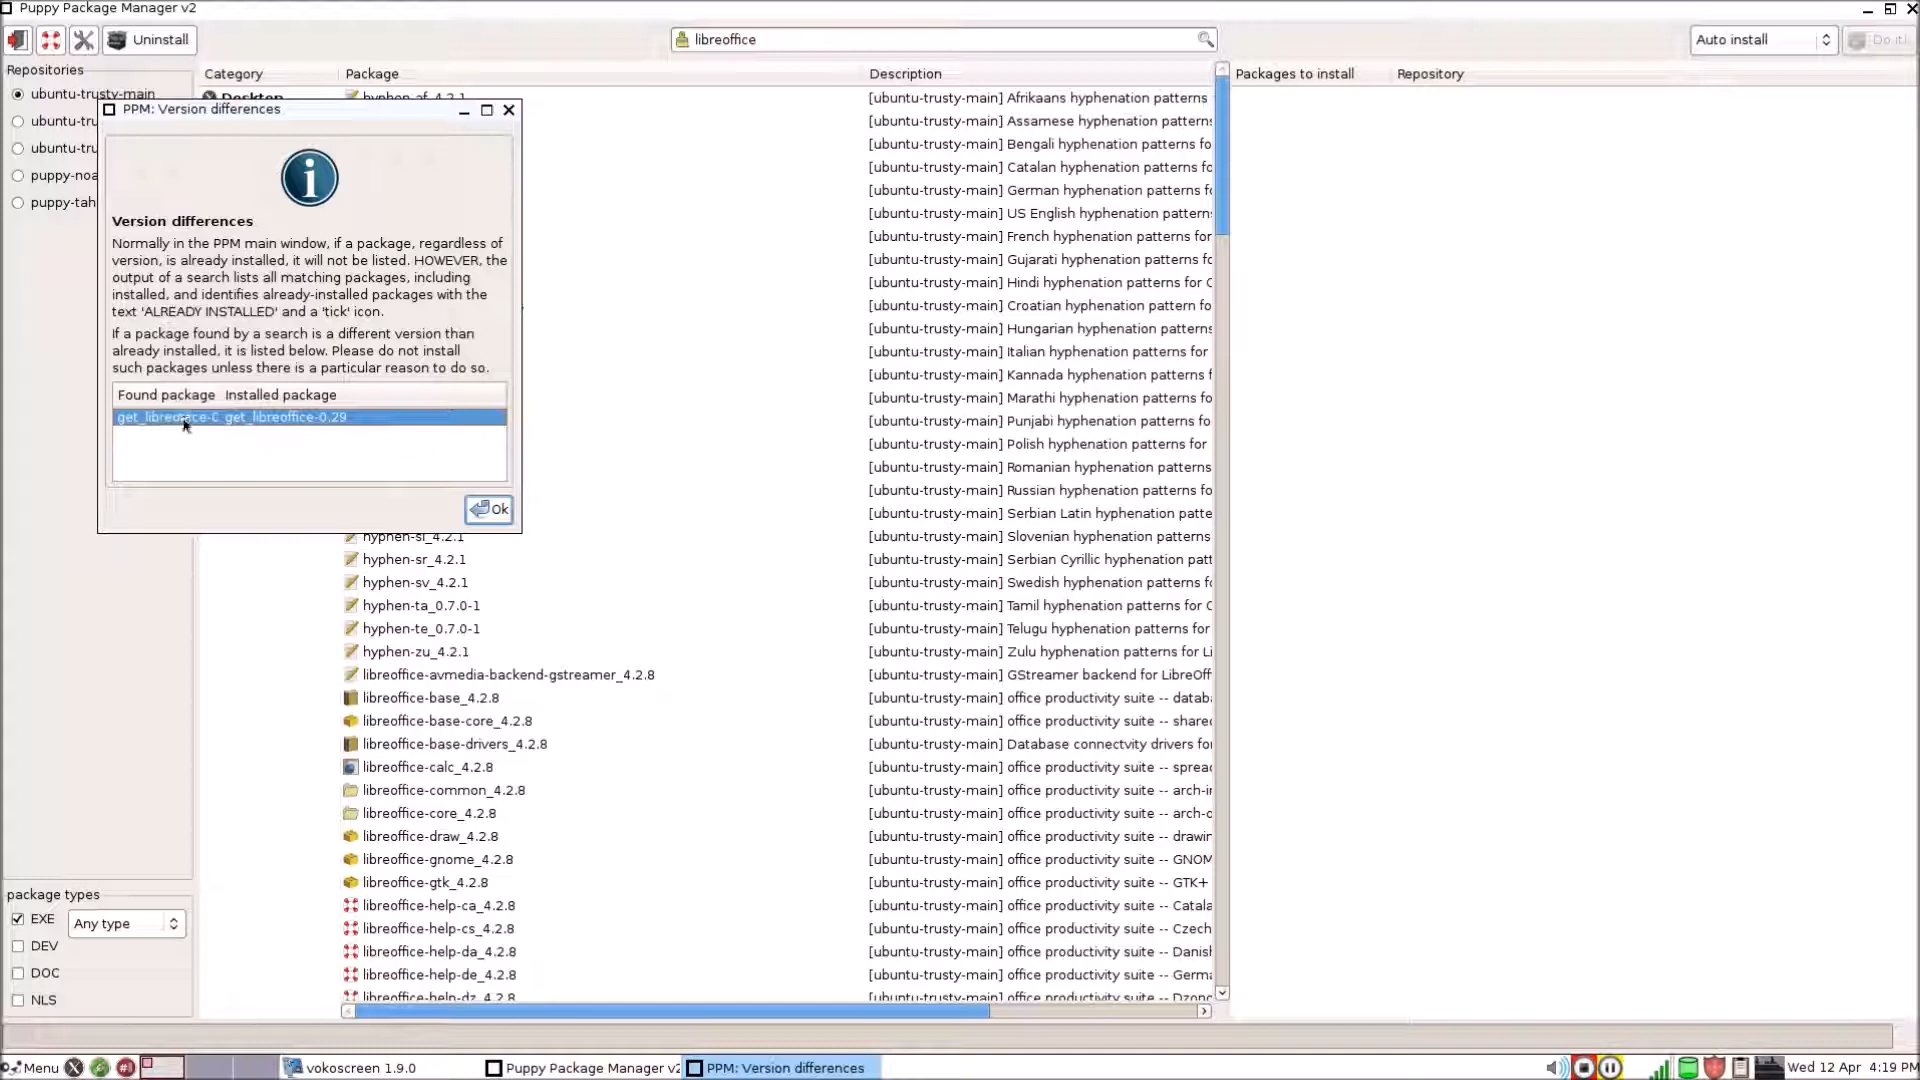 Puppy Package Manager v2
Uninstall
libreoffice
Auto install
Do it!
Repositories
Category Package Description Packages to install Repository
ubuntu-trusty-main
ubuntu-tru
ubuntu-tru
puppy-noa
puppy-tah
PPM: Version differences
Version differences
Normally in the PPM main window, if a package, regardless of
version, is already installed, it will not be listed. HOWEVER, the
output of a search lists all matching packages, including
installed, and identifies already-installed packages with the
text 'ALREADY INSTALLED' and a 'tick' icon.
If a package found by a search is a different version than
already installed, it is listed below. Please do not install
such packages unless there is a particular reason to do so.
Found package Installed package
get_libreoffice-0.29
Ok
Desktop hyphen-af_4.2.1 [ubuntu-trusty-main] Afrikaans hyphenation patterns
[ubuntu-trusty-main] Assamese hyphenation patterns
[ubuntu-trusty-main] Bengali hyphenation patterns fo
[ubuntu-trusty-main] Catalan hyphenation patterns fo
[ubuntu-trusty-main] German hyphenation patterns f
[ubuntu-trusty-main] US English hyphenation pattern
[ubuntu-trusty-main] French hyphenation patterns for
[ubuntu-trusty-main] Gujarati hyphenation patterns fo
[ubuntu-trusty-main] Hindi hyphenation patterns for
[ubuntu-trusty-main] Croatian hyphenation pattern fo
[ubuntu-trusty-main] Hungarian hyphenation patterns
[ubuntu-trusty-main] Italian hyphenation patterns for
[ubuntu-trusty-main] Kannada hyphenation patterns
[ubuntu-trusty-main] Marathi hyphenation patterns fo
[ubuntu-trusty-main] Punjabi hyphenation patterns fo
[ubuntu-trusty-main] Polish hyphenation patterns for
[ubuntu-trusty-main] Romanian hyphenation patterns
[ubuntu-trusty-main] Russian hyphenation patterns fo
[ubuntu-trusty-main] Serbian Latin hyphenation patte
hyphen-sl_4.2.1 [ubuntu-trusty-main] Slovenian hyphenation patterns
hyphen-sr_4.2.1 [ubuntu-trusty-main] Serbian Cyrillic hyphenation patt
hyphen-sv_4.2.1 [ubuntu-trusty-main] Swedish hyphenation patterns fo
hyphen-ta_0.7.0-1 [ubuntu-trusty-main] Tamil hyphenation patterns for
hyphen-te_0.7.0-1 [ubuntu-trusty-main] Telugu hyphenation patterns for
hyphen-zu_4.2.1 [ubuntu-trusty-main] Zulu hyphenation patterns for Li
libreoffice-avmedia-backend-gstreamer_4.2.8 [ubuntu-trusty-main] GStreamer backend for LibreOff
libreoffice-base_4.2.8 [ubuntu-trusty-main] office productivity suite -- datab
libreoffice-base-core_4.2.8 [ubuntu-trusty-main] office productivity suite -- share
libreoffice-base-drivers_4.2.8 [ubuntu-trusty-main] Database connectvity drivers fo
libreoffice-calc_4.2.8 [ubuntu-trusty-main] office productivity suite -- sprea
libreoffice-common_4.2.8 [ubuntu-trusty-main] office productivity suite -- arch-i
libreoffice-core_4.2.8 [ubuntu-trusty-main] office productivity suite -- arch-
libreoffice-draw_4.2.8 [ubuntu-trusty-main] office productivity suite -- drawi
libreoffice-gnome_4.2.8 [ubuntu-trusty-main] office productivity suite -- GNOM
libreoffice-gtk_4.2.8 [ubuntu-trusty-main] office productivity suite -- GTK+
libreoffice-help-ca_4.2.8 [ubuntu-trusty-main] office productivity suite -- Catala
libreoffice-help-cs_4.2.8 [ubuntu-trusty-main] office productivity suite -- Czech
libreoffice-help-da_4.2.8 [ubuntu-trusty-main] office productivity suite -- Danish
libreoffice-help-de_4.2.8 [ubuntu-trusty-main] office productivity suite -- Germa
libreoffice-help-dz_4.2.8 [ubuntu-trusty-main] office productivity suite -- Dzong
package types
EXE
Any type
DEV
DOC
NLS
Menu vokoscreen 1.9.0 Puppy Package Manager v2 PPM: Version differences Wed 12 Apr 4:19 PM